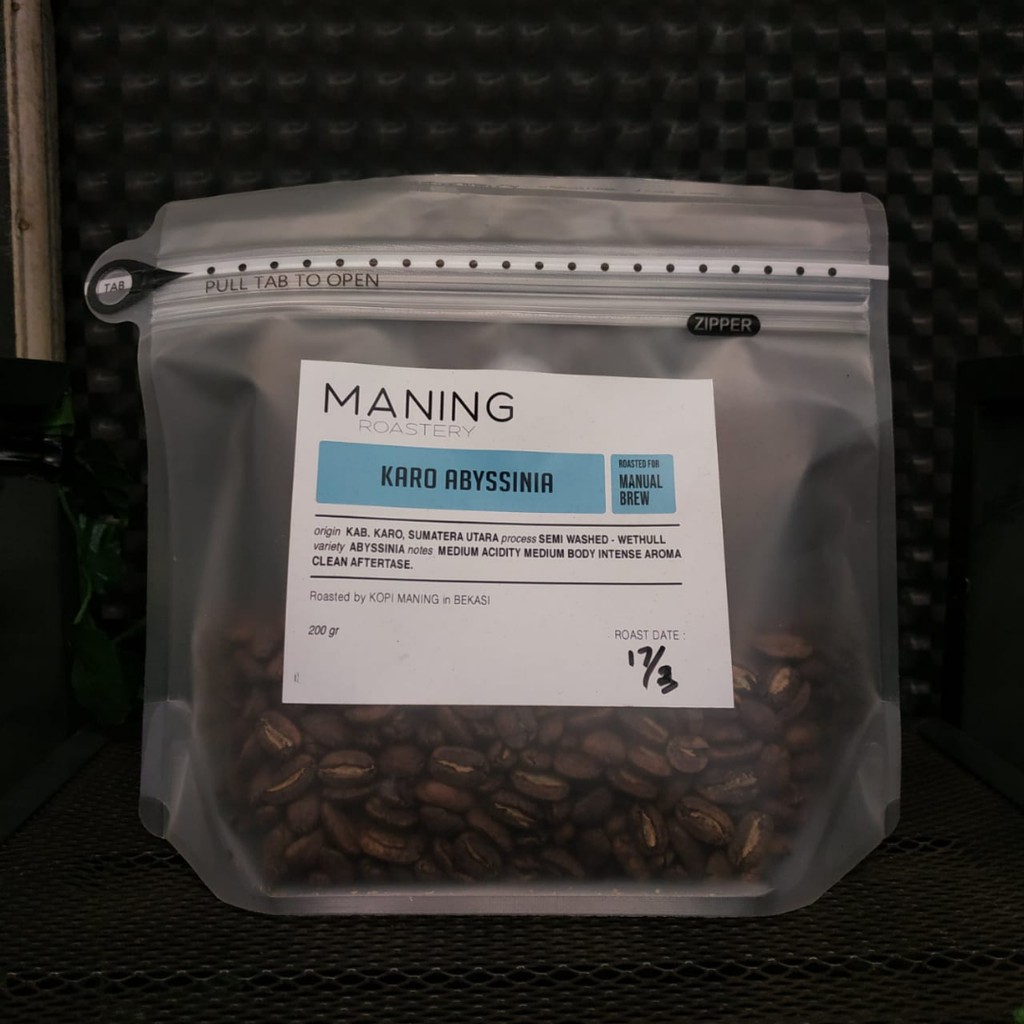 TAB
PULL TAB TO OPEN
ZIPPER
MANING
ROASTERY
KARO ABYSSINIA
ROASTED FOR
MANUAL
BREW
origin KAB. KARO, SUMATERA UTARA process SEMI WASHED - WETHULL
variety ABYSSINIA notes MEDIUM ACIDITY MEDIUM BODY INTENSE AROMA
CLEAN AFTERTASE.
Roasted by KOPI MANING in BEKASI
200 gr
ROAST DATE :
17/3